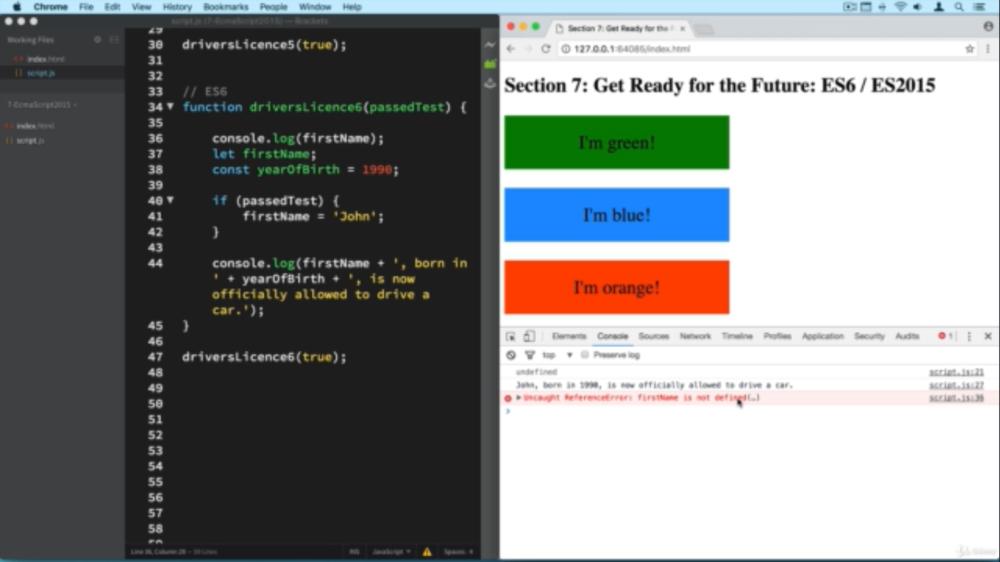 Chrome File Edit View History Bookmarks People Window Help
script.js (7-EcmaScript2015) — Brackets
Working Files
index.html
script.js
7-EcmaScript2015
index.html
script.js
29
30 driversLicence5(true);
31
32
33 // ES6
34 function driversLicence6(passedTest) {
35
36 console.log(firstName);
37 let firstName;
38 const yearOfBirth = 1990;
39
40 if (passedTest) {
41 firstName = 'John';
42 }
43
44 console.log(firstName + ', born in
' + yearOfBirth + ', is now
officially allowed to drive a
car.');
45 }
46
47 driversLicence6(true);
48
49
50
51
52
53
54
55
56
57
58
59
Line 36, Column 28 — 59 Lines
INS JavaScript Spaces: 4
Section 7: Get Ready for the F
127.0.0.1:64086/index.html
Section 7: Get Ready for the Future: ES6 / ES2015
I'm green!
I'm blue!
I'm orange!
Elements Console Sources Network Timeline Profiles Application Security Audits 1
top Preserve log
undefined script.js:21
John, born in 1990, is now officially allowed to drive a car. script.js:27
Uncaught ReferenceError: firstName is not defined(…) script.js:36
Udemy